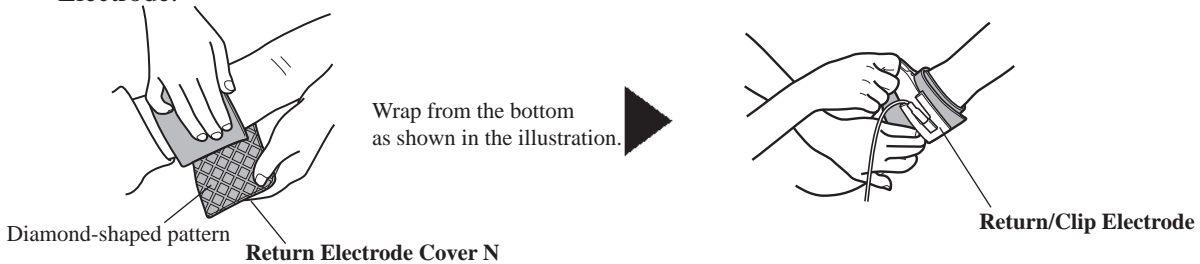 Electrode.
Wrap from the bottom
as shown in the illustration.
Diamond-shaped pattern
Return Electrode Cover N
Return/Clip Electrode